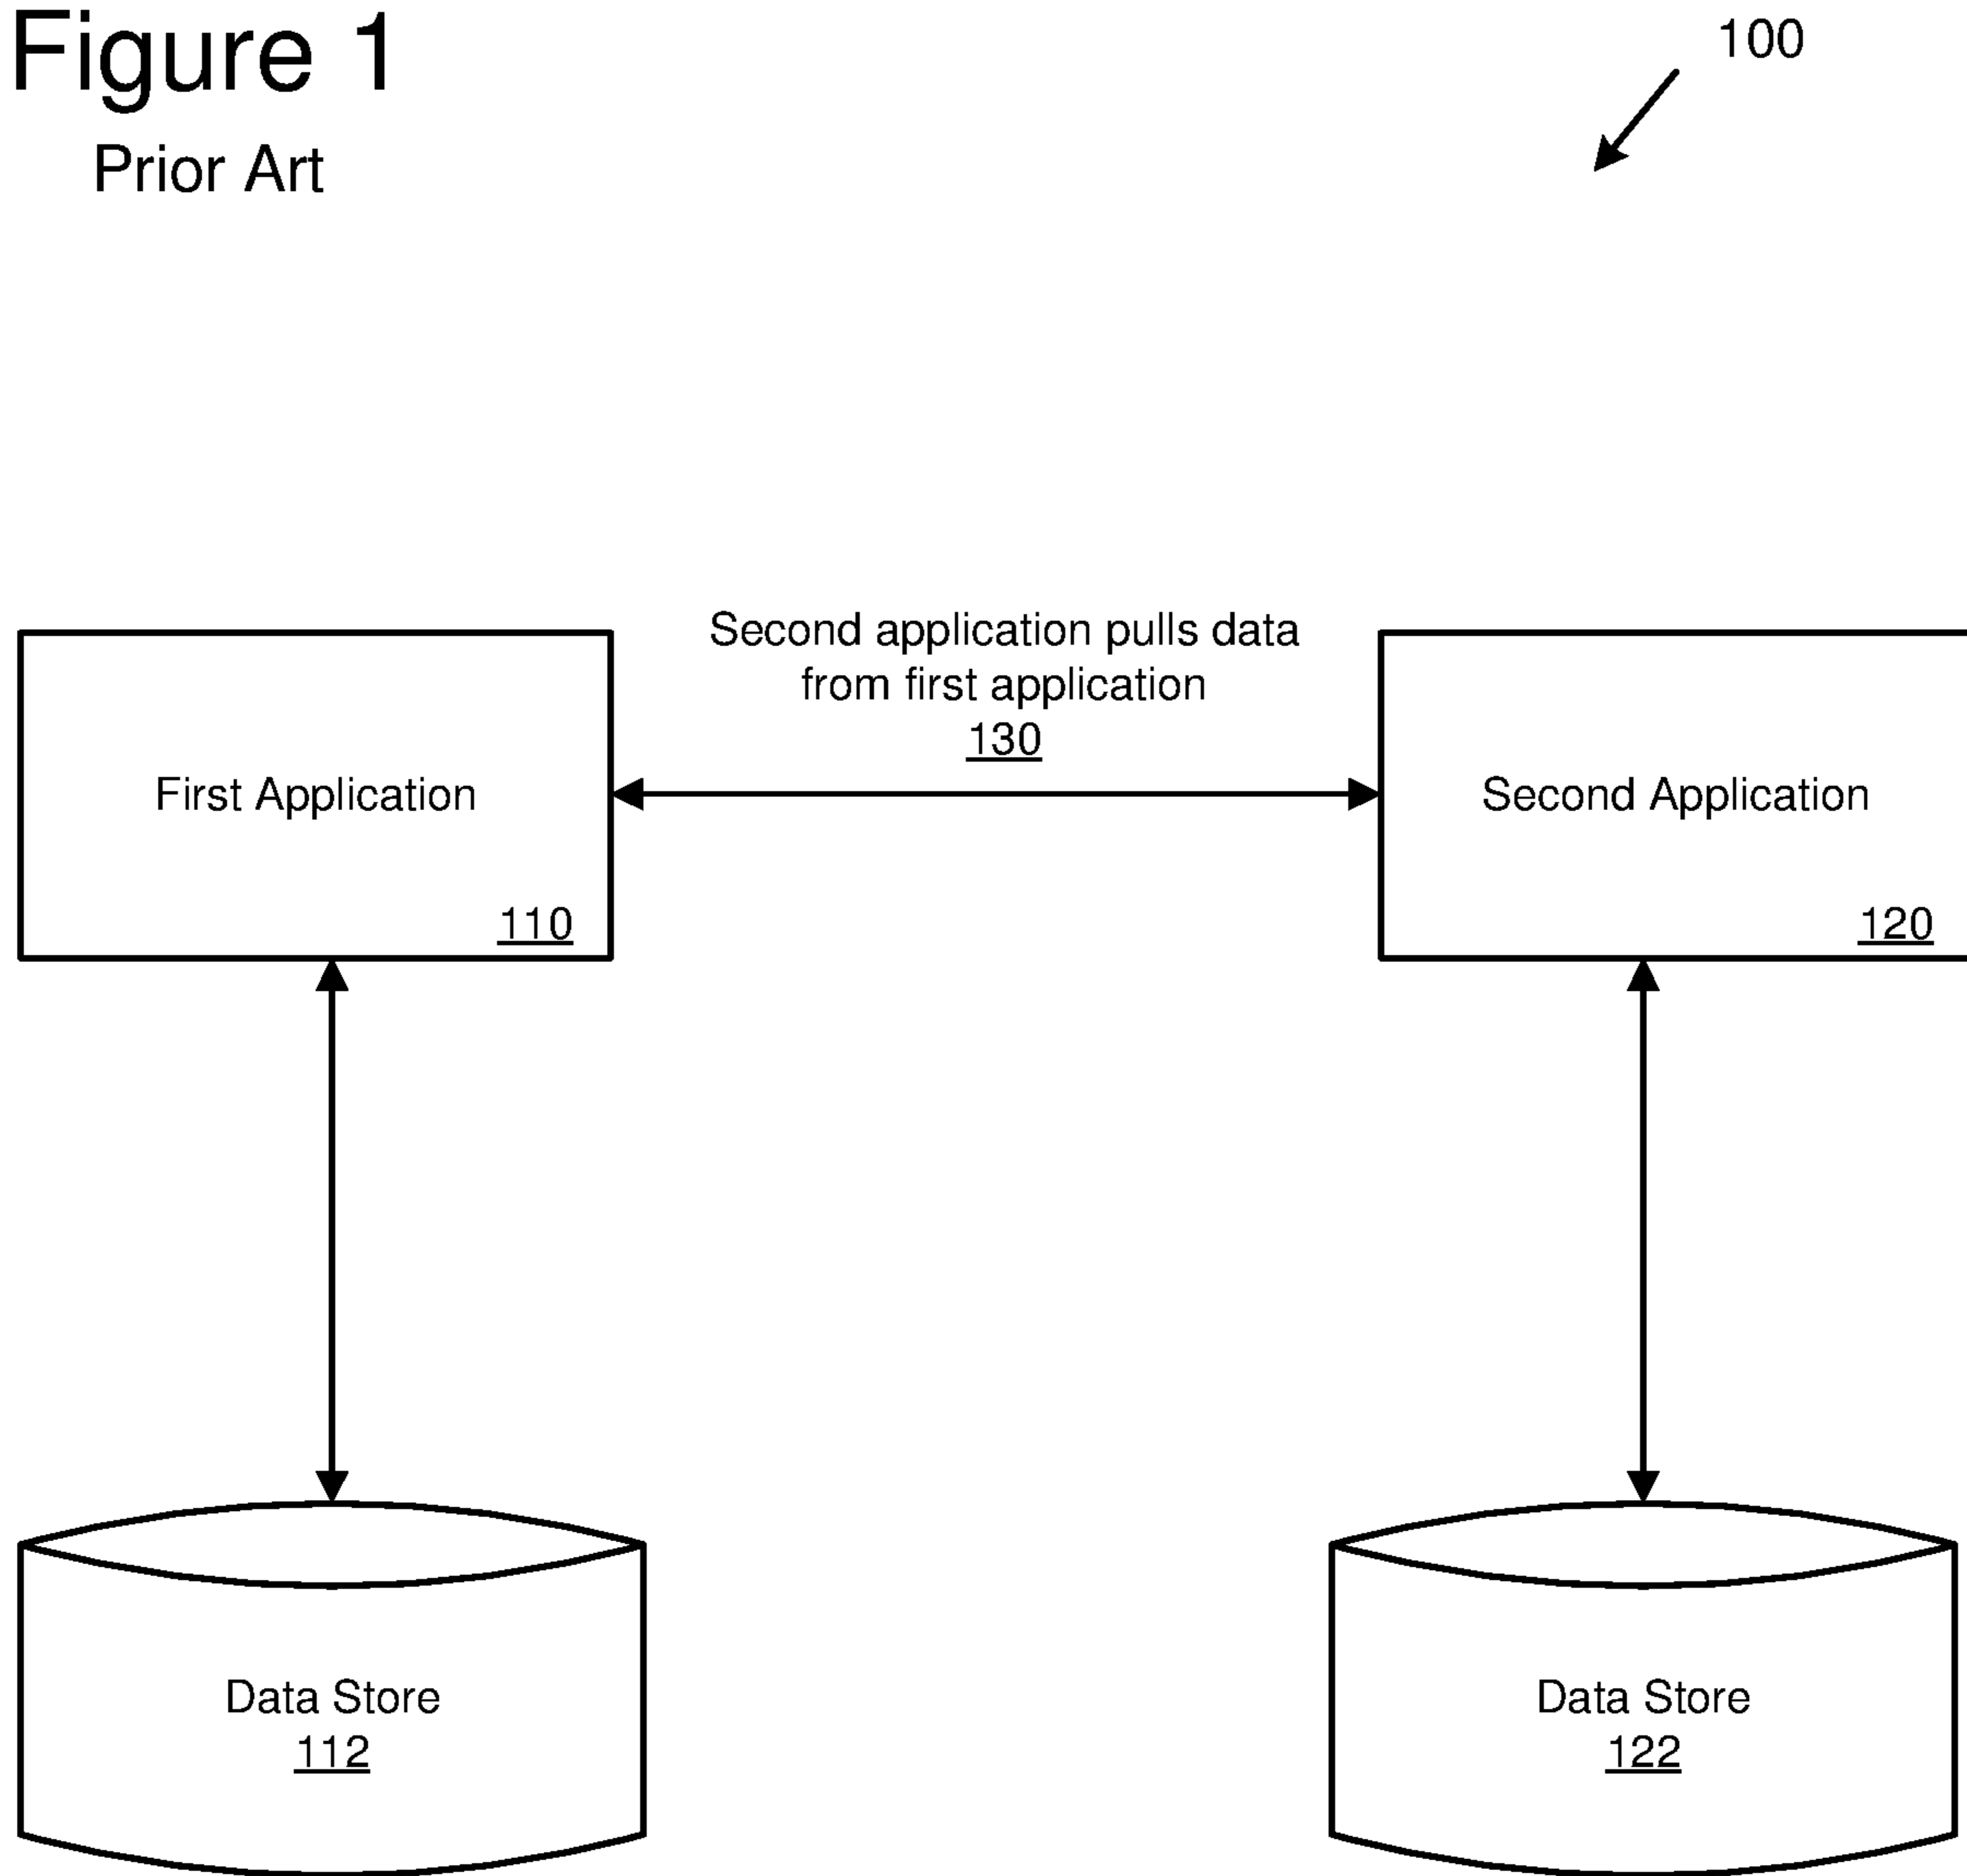 Figure 1
Prior Art
100
Second application pulls data
from first application
130
First Application
110
Second Application
120
Data Store
112
Data Store
122